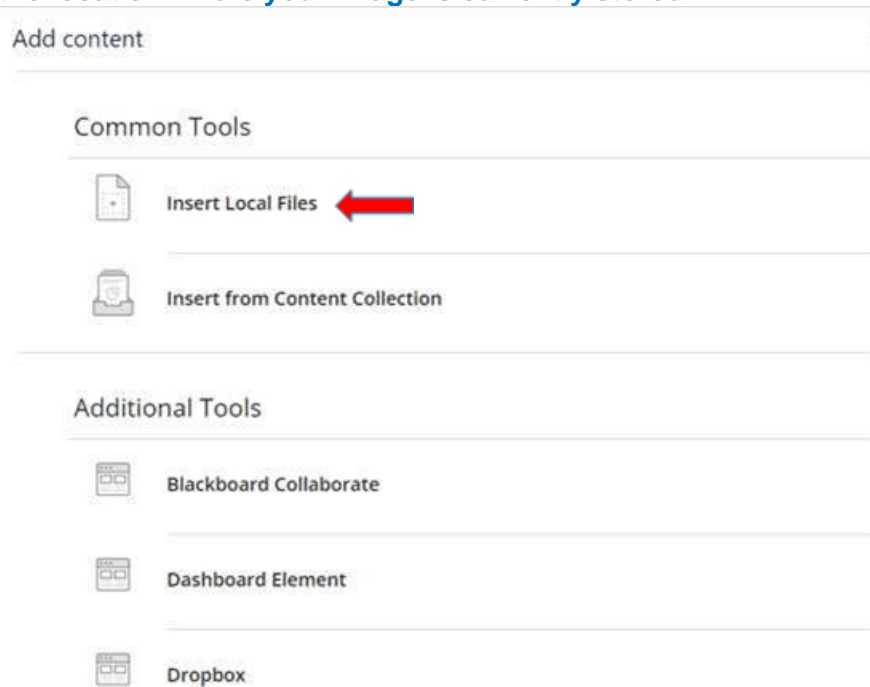 Add content
Common Tools
Insert Local Files
Insert from Content Collection
Additional Tools
Blackboard Collaborate
Dashboard Element
Dropbox